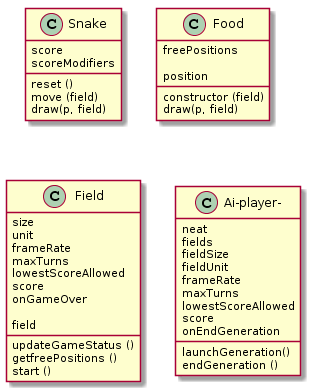 C Snake
score
scoreModifiers
reset ()
move (field)
draw(p, field)
C Food
freePositions
position
constructor (field)
draw(p, field)
C Field
size
unit
frameRate
maxTurns
lowestScoreAllowed
score
onGameOver
field
updateGameStatus ()
getfreePositions ()
start ()
C Ai-player-
neat
fields
fieldSize
fieldUnit
frameRate
maxTurns
lowestScoreAllowed
score
onEndGeneration
launchGeneration()
endGeneration ()